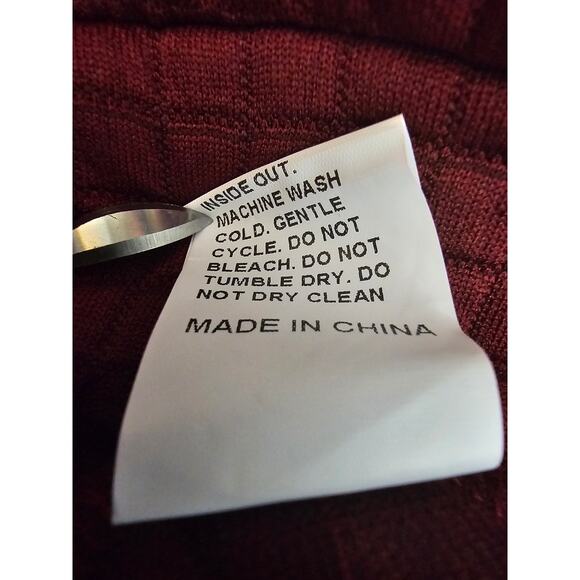 INSIDE OUT.
MACHINE WASH
COLD. GENTLE
CYCLE. DO NOT
BLEACH. DO NOT
TUMBLE DRY. DO
NOT DRY CLEAN
MADE IN CHINA